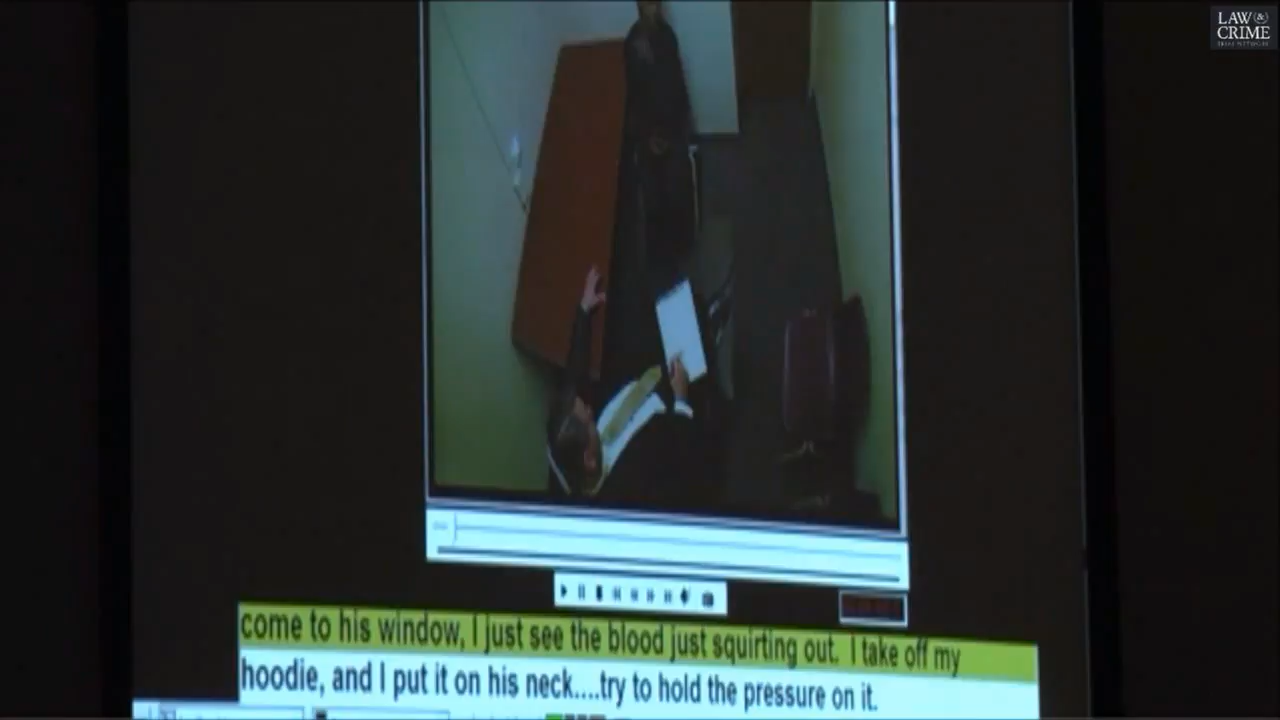 LAW &
CRIME
come to his window, I just see the blood just squirting out. I take off my
hoodie, and I put it on his neck....try to hold the pressure on it.